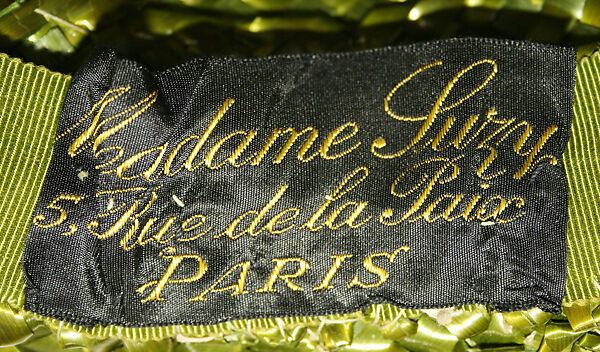 Madame Suzy
5, Rue de la Paix
PARIS